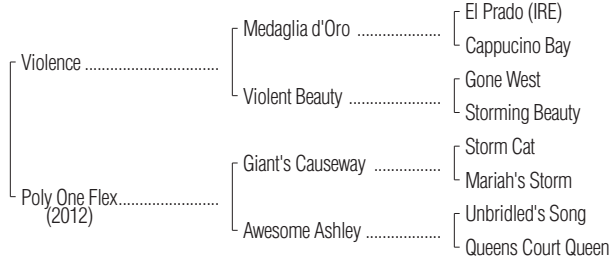 El Prado (IRE)
Medaglia d'Oro ..................
Cappucino Bay
Violence .............................
Gone West
Violent Beauty ....................
Storming Beauty
Storm Cat
Giant's Causeway ..............
Mariah's Storm
Poly One Flex......................
(2012)
Unbridled's Song
Awesome Ashley ................
Queens Court Queen